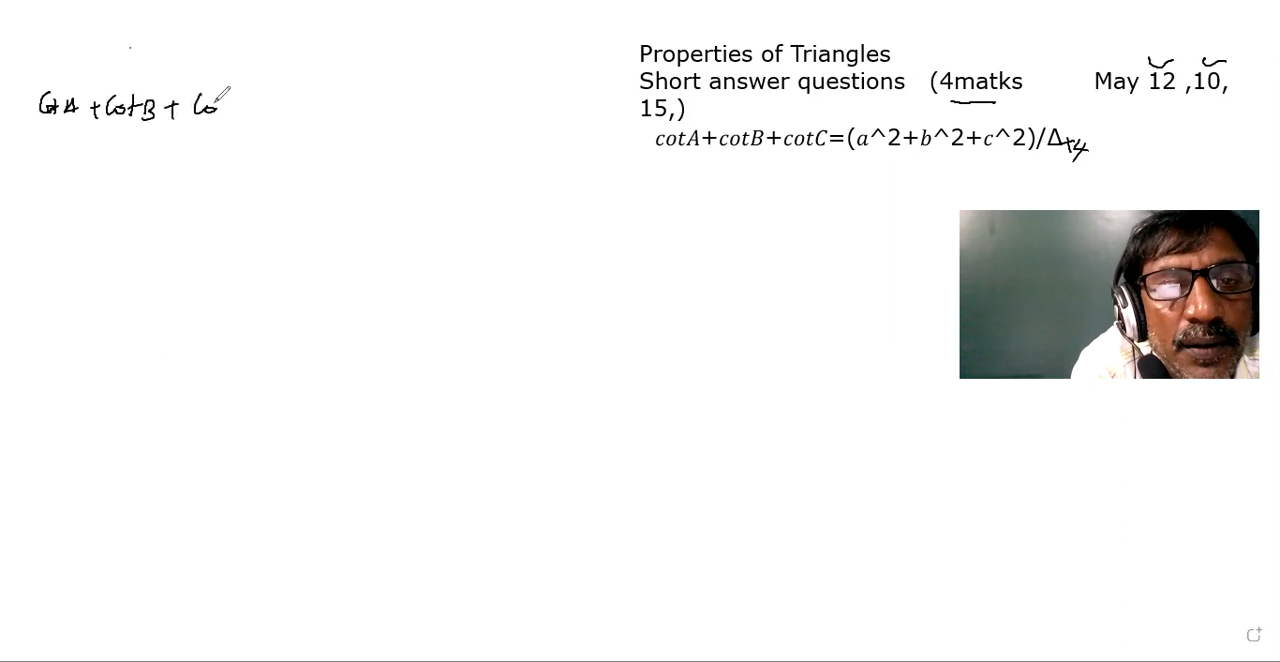 Properties of Triangles
Short answer questions (4matks May 12 ,10,
15,)
cotA+cotB+cotC=(a^2+b^2+c^2)/Δ×4
CotA + CotB + Co